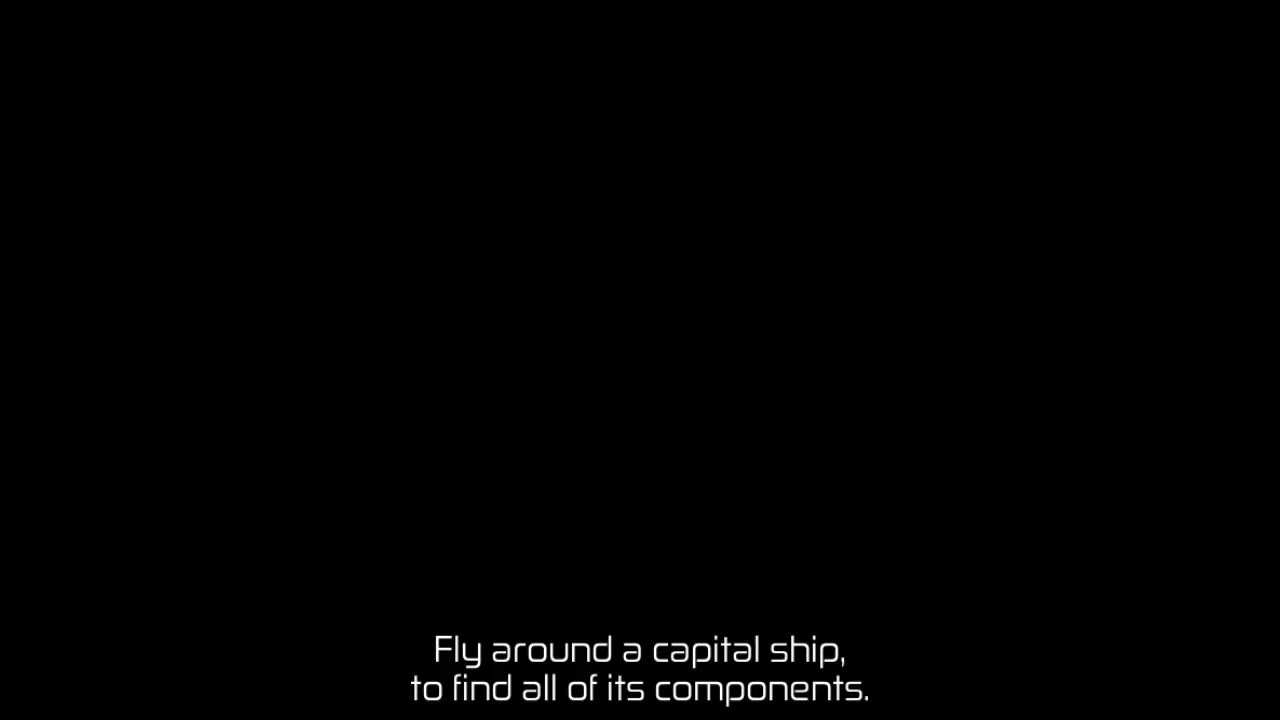 Fly around a capital ship,
to find all of its components.